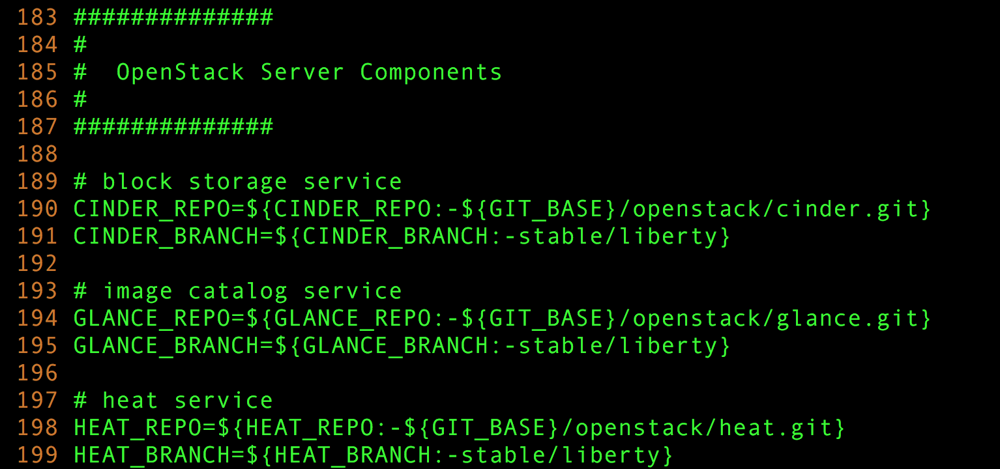 183 ##############
184 #
185 #  OpenStack Server Components
186 #
187 ##############
188
189 # block storage service
190 CINDER_REPO=${CINDER_REPO:-${GIT_BASE}/openstack/cinder.git}
191 CINDER_BRANCH=${CINDER_BRANCH:-stable/liberty}
192
193 # image catalog service
194 GLANCE_REPO=${GLANCE_REPO:-${GIT_BASE}/openstack/glance.git}
195 GLANCE_BRANCH=${GLANCE_BRANCH:-stable/liberty}
196
197 # heat service
198 HEAT_REPO=${HEAT_REPO:-${GIT_BASE}/openstack/heat.git}
199 HEAT_BRANCH=${HEAT_BRANCH:-stable/liberty}